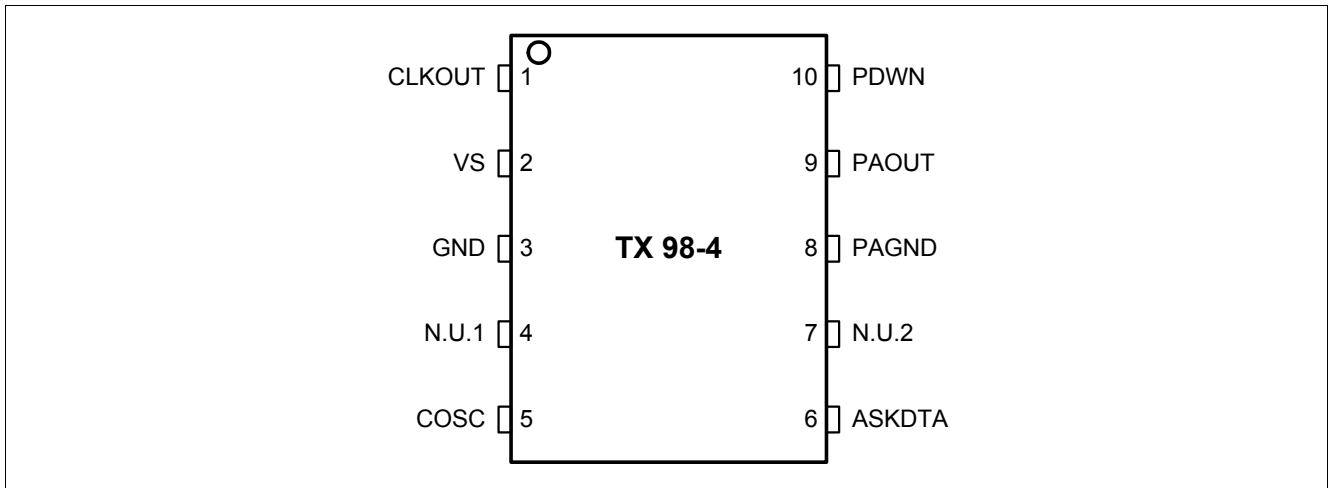 CLKOUT 1 10 PDWN
VS 2 9 PAOUT
GND 3 TX 98-4 8 PAGND
N.U.1 4 7 N.U.2
COSC 5 6 ASKDTA